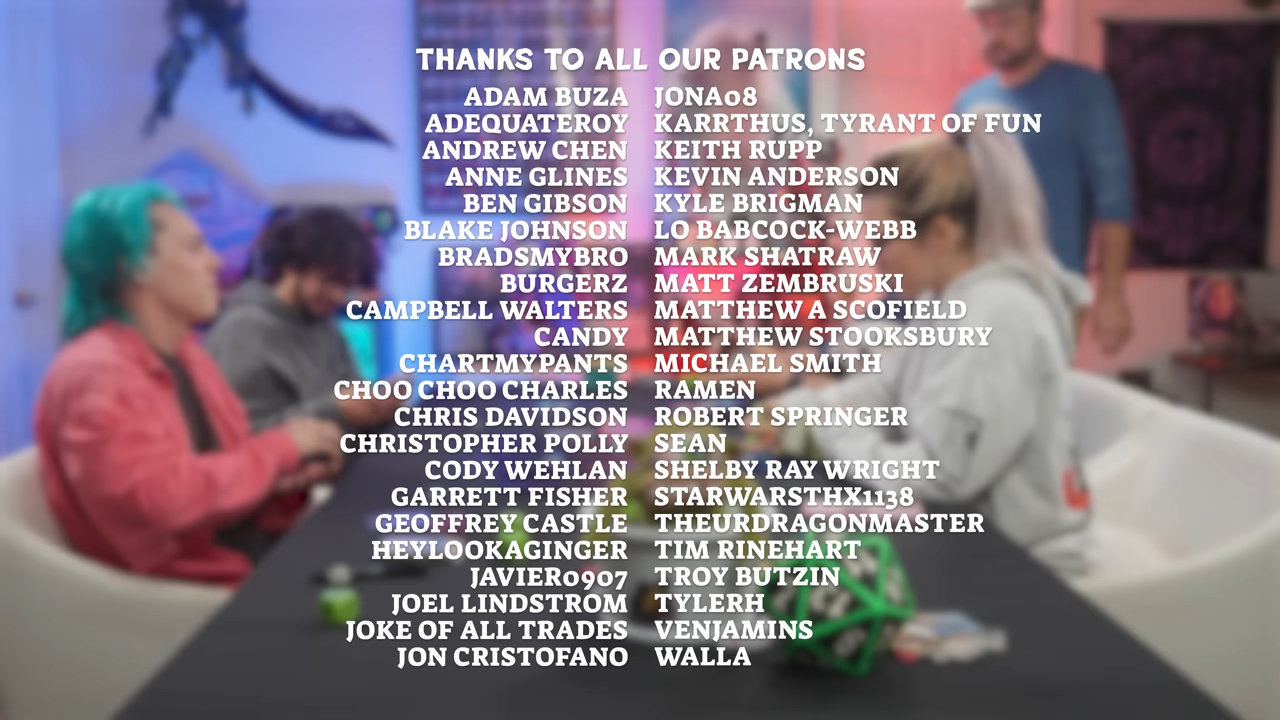 THANKS TO ALL OUR PATRONS
ADAM BUZA
ADEQUATEROY
ANDREW CHEN
ANNE GLINES
BEN GIBSON
BLAKE JOHNSON
BRADSMYBRO
BURGERZ
CAMPBELL WALTERS
CANDY
CHARTMYPANTS
CHOO CHOO CHARLES
CHRIS DAVIDSON
CHRISTOPHER POLLY
CODY WEHLAN
GARRETT FISHER
GEOFFREY CASTLE
HEYLOOKAGINGER
JAVIER0907
JOEL LINDSTROM
JOKE OF ALL TRADES
JON CRISTOFANO
JONA08
KARRTHUS, TYRANT OF FUN
KEITH RUPP
KEVIN ANDERSON
KYLE BRIGMAN
LO BABCOCK-WEBB
MARK SHATRAW
MATT ZEMBRUSKI
MATTHEW A SCOFIELD
MATTHEW STOOKSBURY
MICHAEL SMITH
RAMEN
ROBERT SPRINGER
SEAN
SHELBY RAY WRIGHT
STARWARSTHX1138
THEURDRAGONMASTER
TIM RINEHART
TROY BUTZIN
TYLERH
VENJAMINS
WALLA